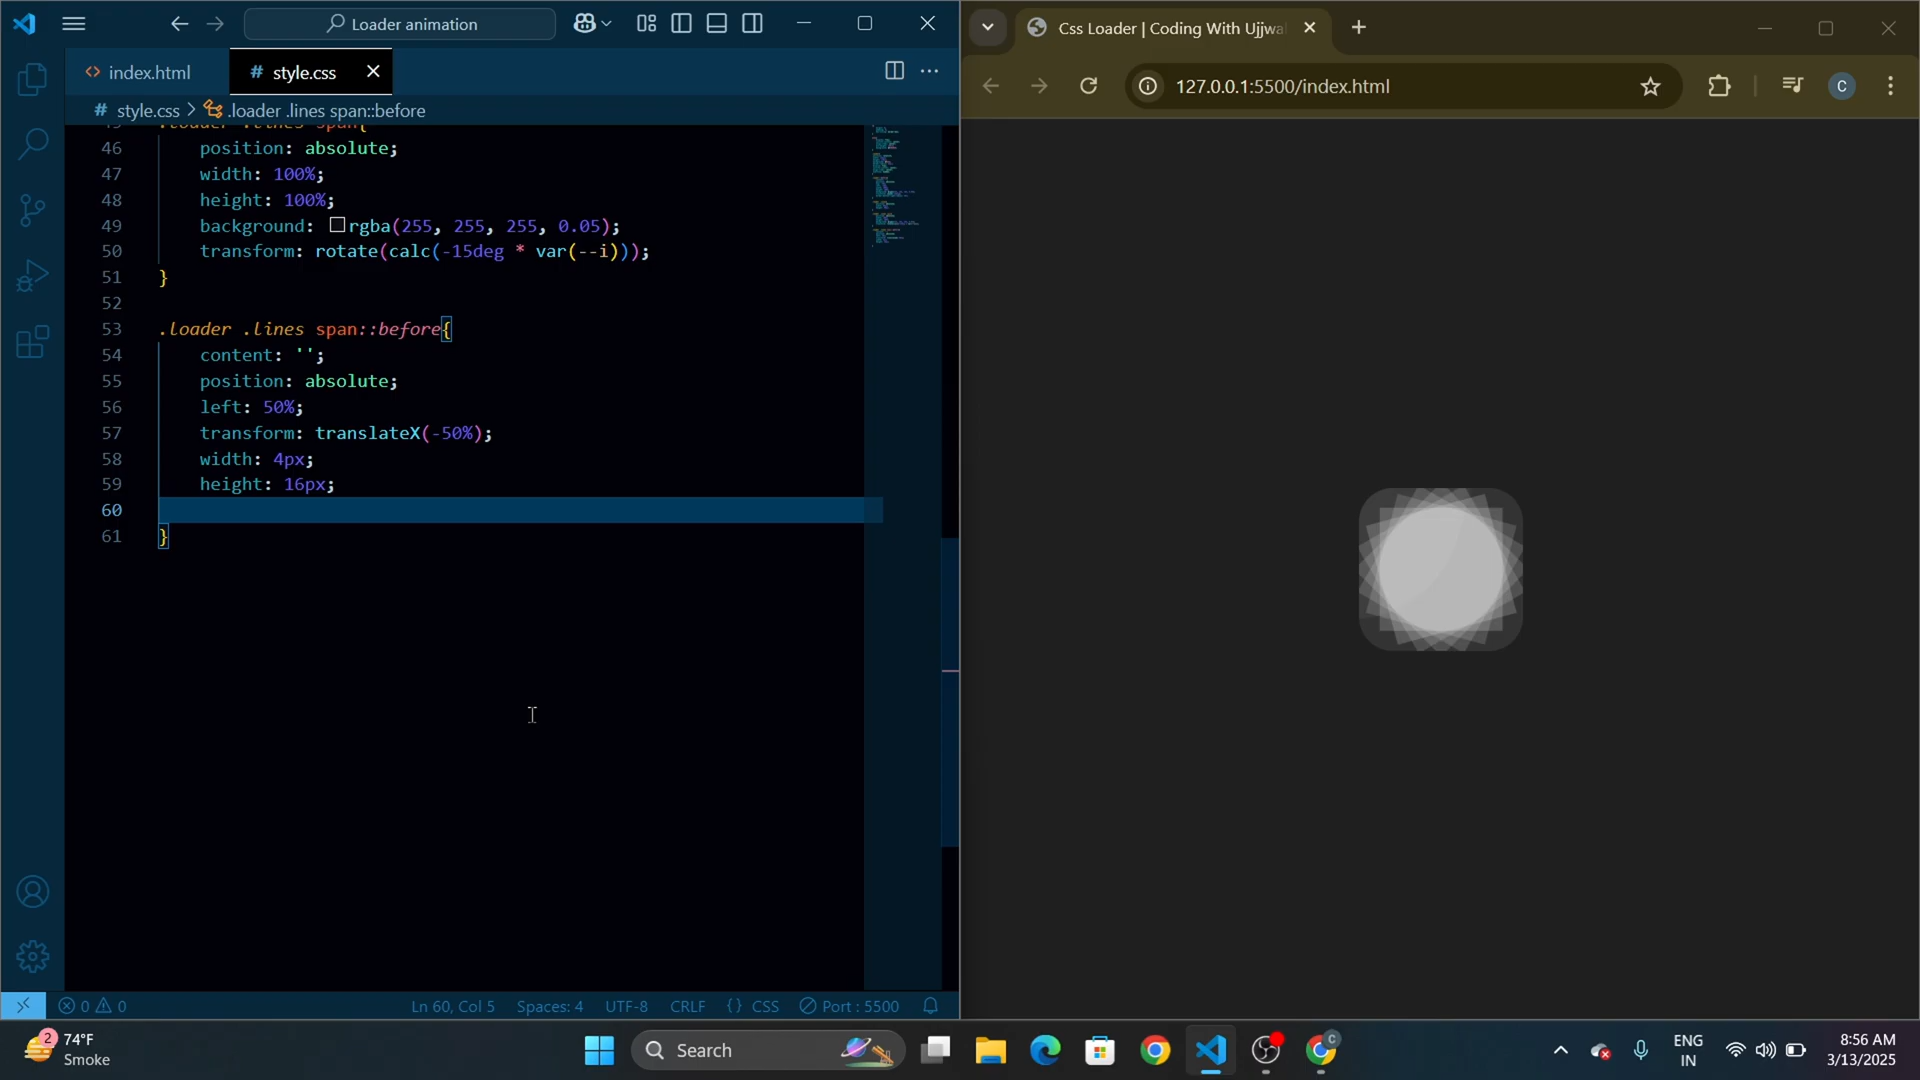 Loader animation
index.html
# style.css
# style.css > .loader .lines span::before
.loader .lines span{
46 position: absolute;
47 width: 100%;
48 height: 100%;
49 background: rgba(255, 255, 255, 0.05);
50 transform: rotate(calc(-15deg * var(--i)));
51 }
52
53 .loader .lines span::before{
54 content: '';
55 position: absolute;
56 left: 50%;
57 transform: translateX(-50%);
58 width: 4px;
59 height: 16px;
60
61 }
0 0
Ln 60, Col 5
Spaces: 4
UTF-8
CRLF
{} CSS
Port : 5500
Css Loader | Coding With Ujjwa
127.0.0.1:5500/index.html
C
2
74°F
Smoke
Search
C
ENG
IN
8:56 AM
3/13/2025